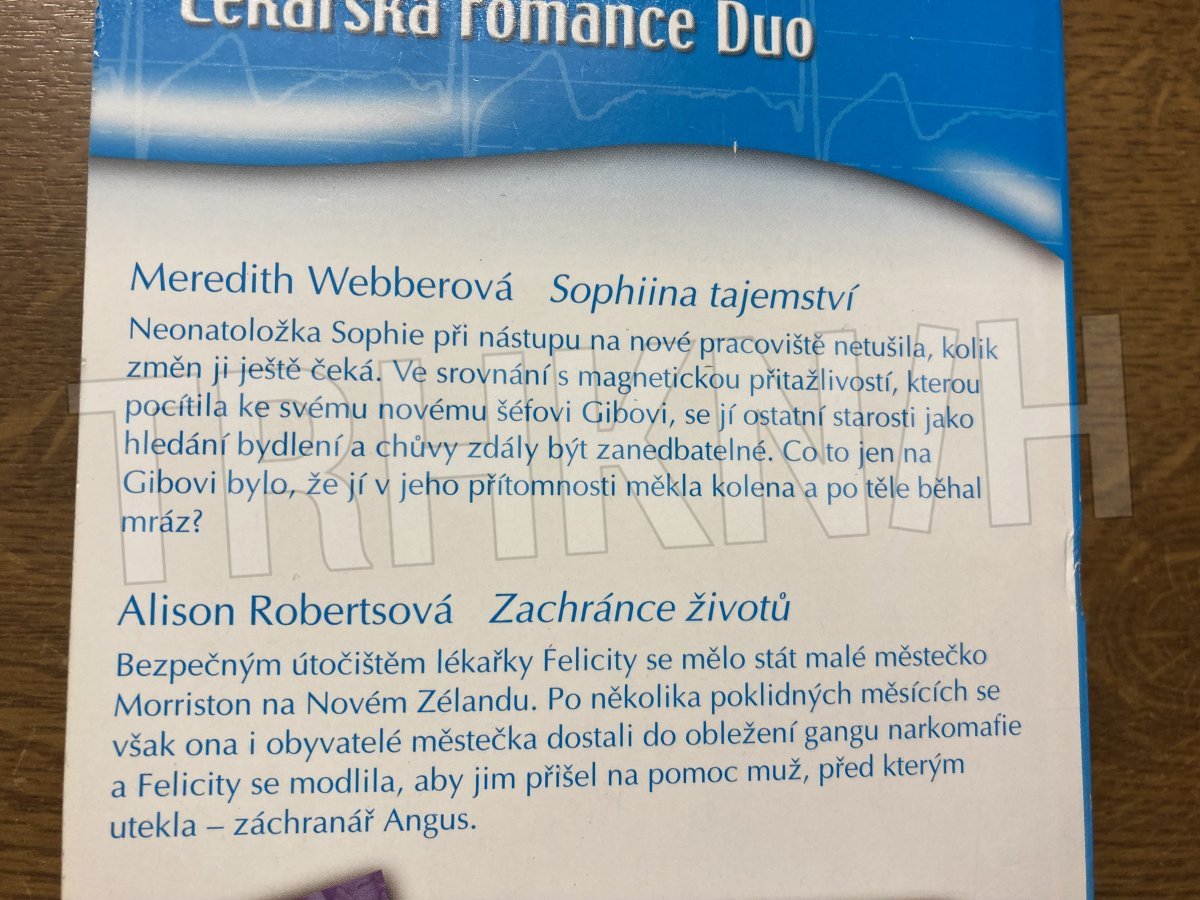 Lékařská romance Duo
Meredith Webberová Sophiina tajemství
Neonatoložka Sophie při nástupu na nové pracoviště netušila, kolik
změn ji ještě čeká. Ve srovnání s magnetickou přitažlivostí, kterou
pocítila ke svému novému šéfovi Gibovi, se jí ostatní starosti jako
hledání bydlení a chůvy zdály být zanedbatelné. Co to jen na
Gibovi bylo, že jí v jeho přítomnosti měkla kolena a po těle běhal
mráz?
TRHKNIH
Alison Robertsová Zachránce životů
Bezpečným útočištěm lékařky Felicity se mělo stát malé městečko
Morriston na Novém Zélandu. Po několika poklidných měsících se
však ona i obyvatelé městečka dostali do obležení gangu narkomafie
a Felicity se modlila, aby jim přišel na pomoc muž, před kterým
utekla – záchranář Angus.